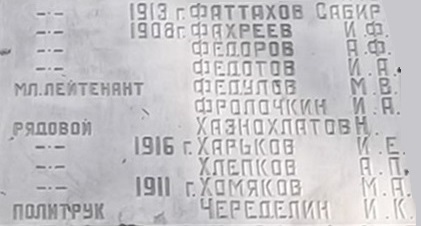 -·- 1913 г. ФАТТАХОВ САБИР
-·- 1908 г. ФАХРЕЕВ И.Ф.
-·- ФЕДОРОВ А.Ф.
-·- ФЕДОТОВ И.А.
МЛ.ЛЕЙТЕНАНТ ФЕДУЛОВ М.В.
ФРОЛОЧКИН И.А.
РЯДОВОЙ ХАЗНОХЛАТОВ Н.
-·- 1916 г. ХАРЬКОВ И.Е.
-·- ХЛЕПКОВ А.П.
-·- 1911 г. ХОМЯКОВ М.А.
ПОЛИТРУК ЧЕРЕДЕЛИН И.К.